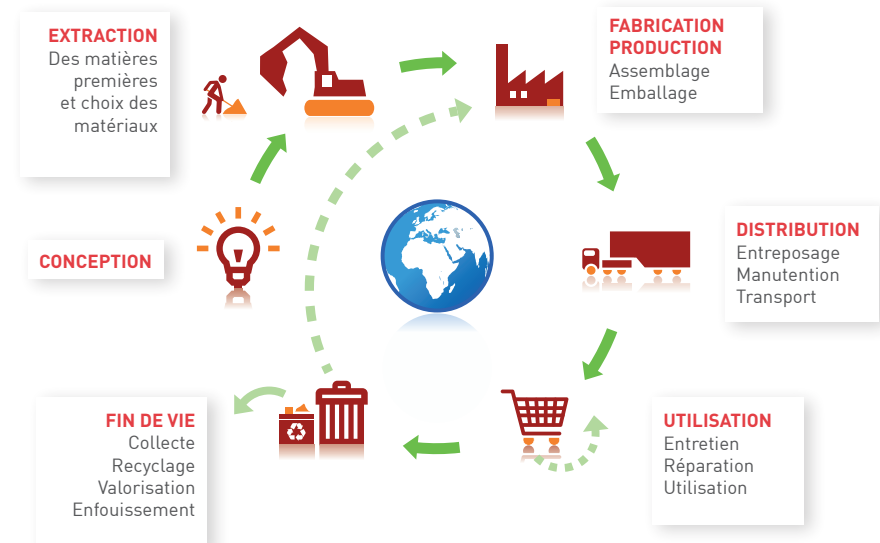 EXTRACTION
Des matières
premières
et choix des
matériaux
FABRICATION
PRODUCTION
Assemblage
Emballage
DISTRIBUTION
Entreposage
Manutention
Transport
UTILISATION
Entretien
Réparation
Utilisation
FIN DE VIE
Collecte
Recyclage
Valorisation
Enfouissement
CONCEPTION